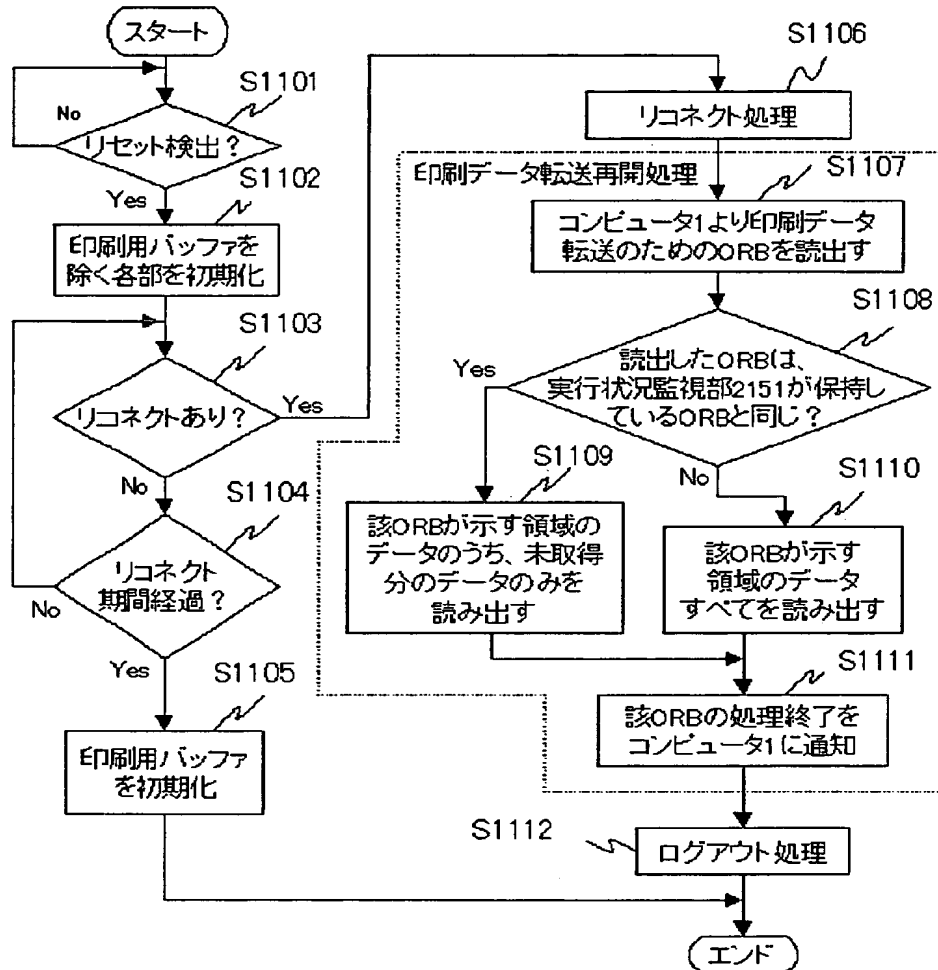 スタート
S1101
No
リセット検出？
S1102
Yes
印刷用バッファを
除く各部を初期化
S1103
リコネクトあり？
Yes
No
S1104
リコネクト
期間経過？
No
Yes
S1105
印刷用バッファ
を初期化
S1106
リコネクト処理
印刷データ転送再開処理
S1107
コンピュータ1より印刷データ
転送のためのORBを読出す
S1108
読出したORBは、
実行状況監視部2151が保持し
ているORBと同じ？
Yes
No
S1109
該ORBが示す領域の
データのうち、未取得
分のデータのみを
読み出す
S1110
該ORBが示す
領域のデータ
すべてを読み出す
S1111
該ORBの処理終了を
コンピュータ1に通知
S1112
ログアウト処理
エンド